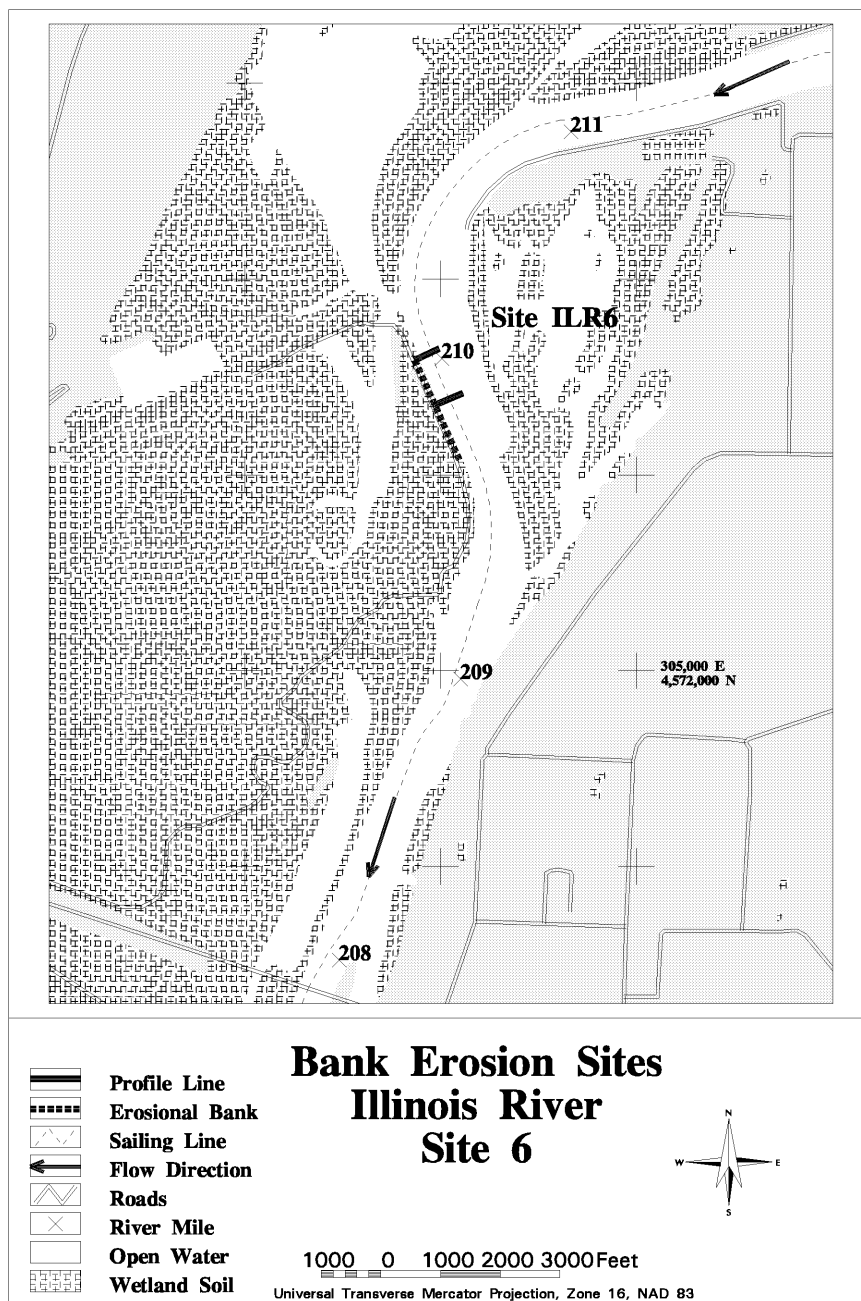 211
Site ILR6
210
209
305,000 E
4,572,000 N
208
Bank Erosion Sites
Illinois River
Site 6
Profile Line
Erosional Bank
Sailing Line
Flow Direction
Roads
River Mile
Open Water
Wetland Soil
N
W E
S
1000 0 1000 2000 3000 Feet
Universal Transverse Mercator Projection, Zone 16, NAD 83